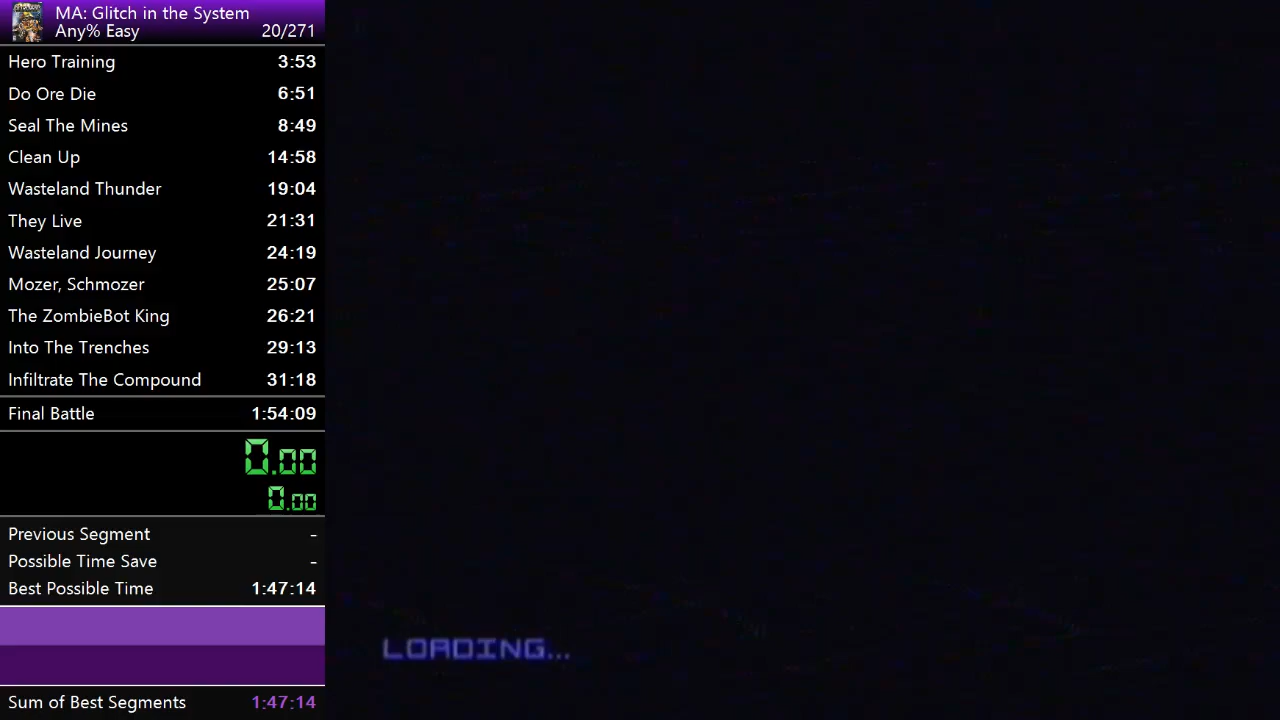 MA: Glitch in the System
Any% Easy 20/271
Hero Training 3:53
Do Ore Die 6:51
Seal The Mines 8:49
Clean Up 14:58
Wasteland Thunder 19:04
They Live 21:31
Wasteland Journey 24:19
Mozer, Schmozer 25:07
The ZombieBot King 26:21
Into The Trenches 29:13
Infiltrate The Compound 31:18
Final Battle 1:54:09
0.00
0.00
Previous Segment -
Possible Time Save -
Best Possible Time 1:47:14
Sum of Best Segments 1:47:14
LOADING...